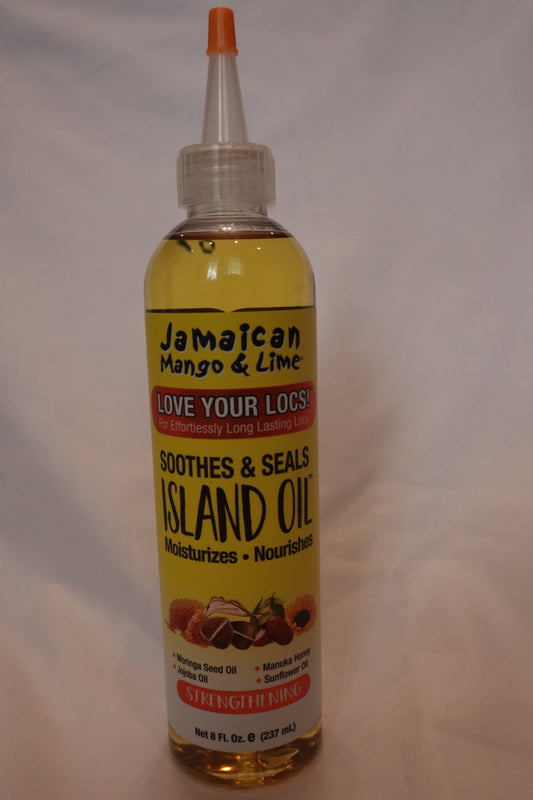 Jamaican
Mango & Lime
LOVE YOUR LOCS!
For Effortlessly Long Lasting Locs
SOOTHES & SEALS
ISLAND OIL™
Moisturizes • Nourishes
• Moringa Seed Oil
• Jojoba Oil
• Manuka Honey
• Sunflower Oil
STRENGTHENING
Net 8 Fl. Oz. e (237 ml.)